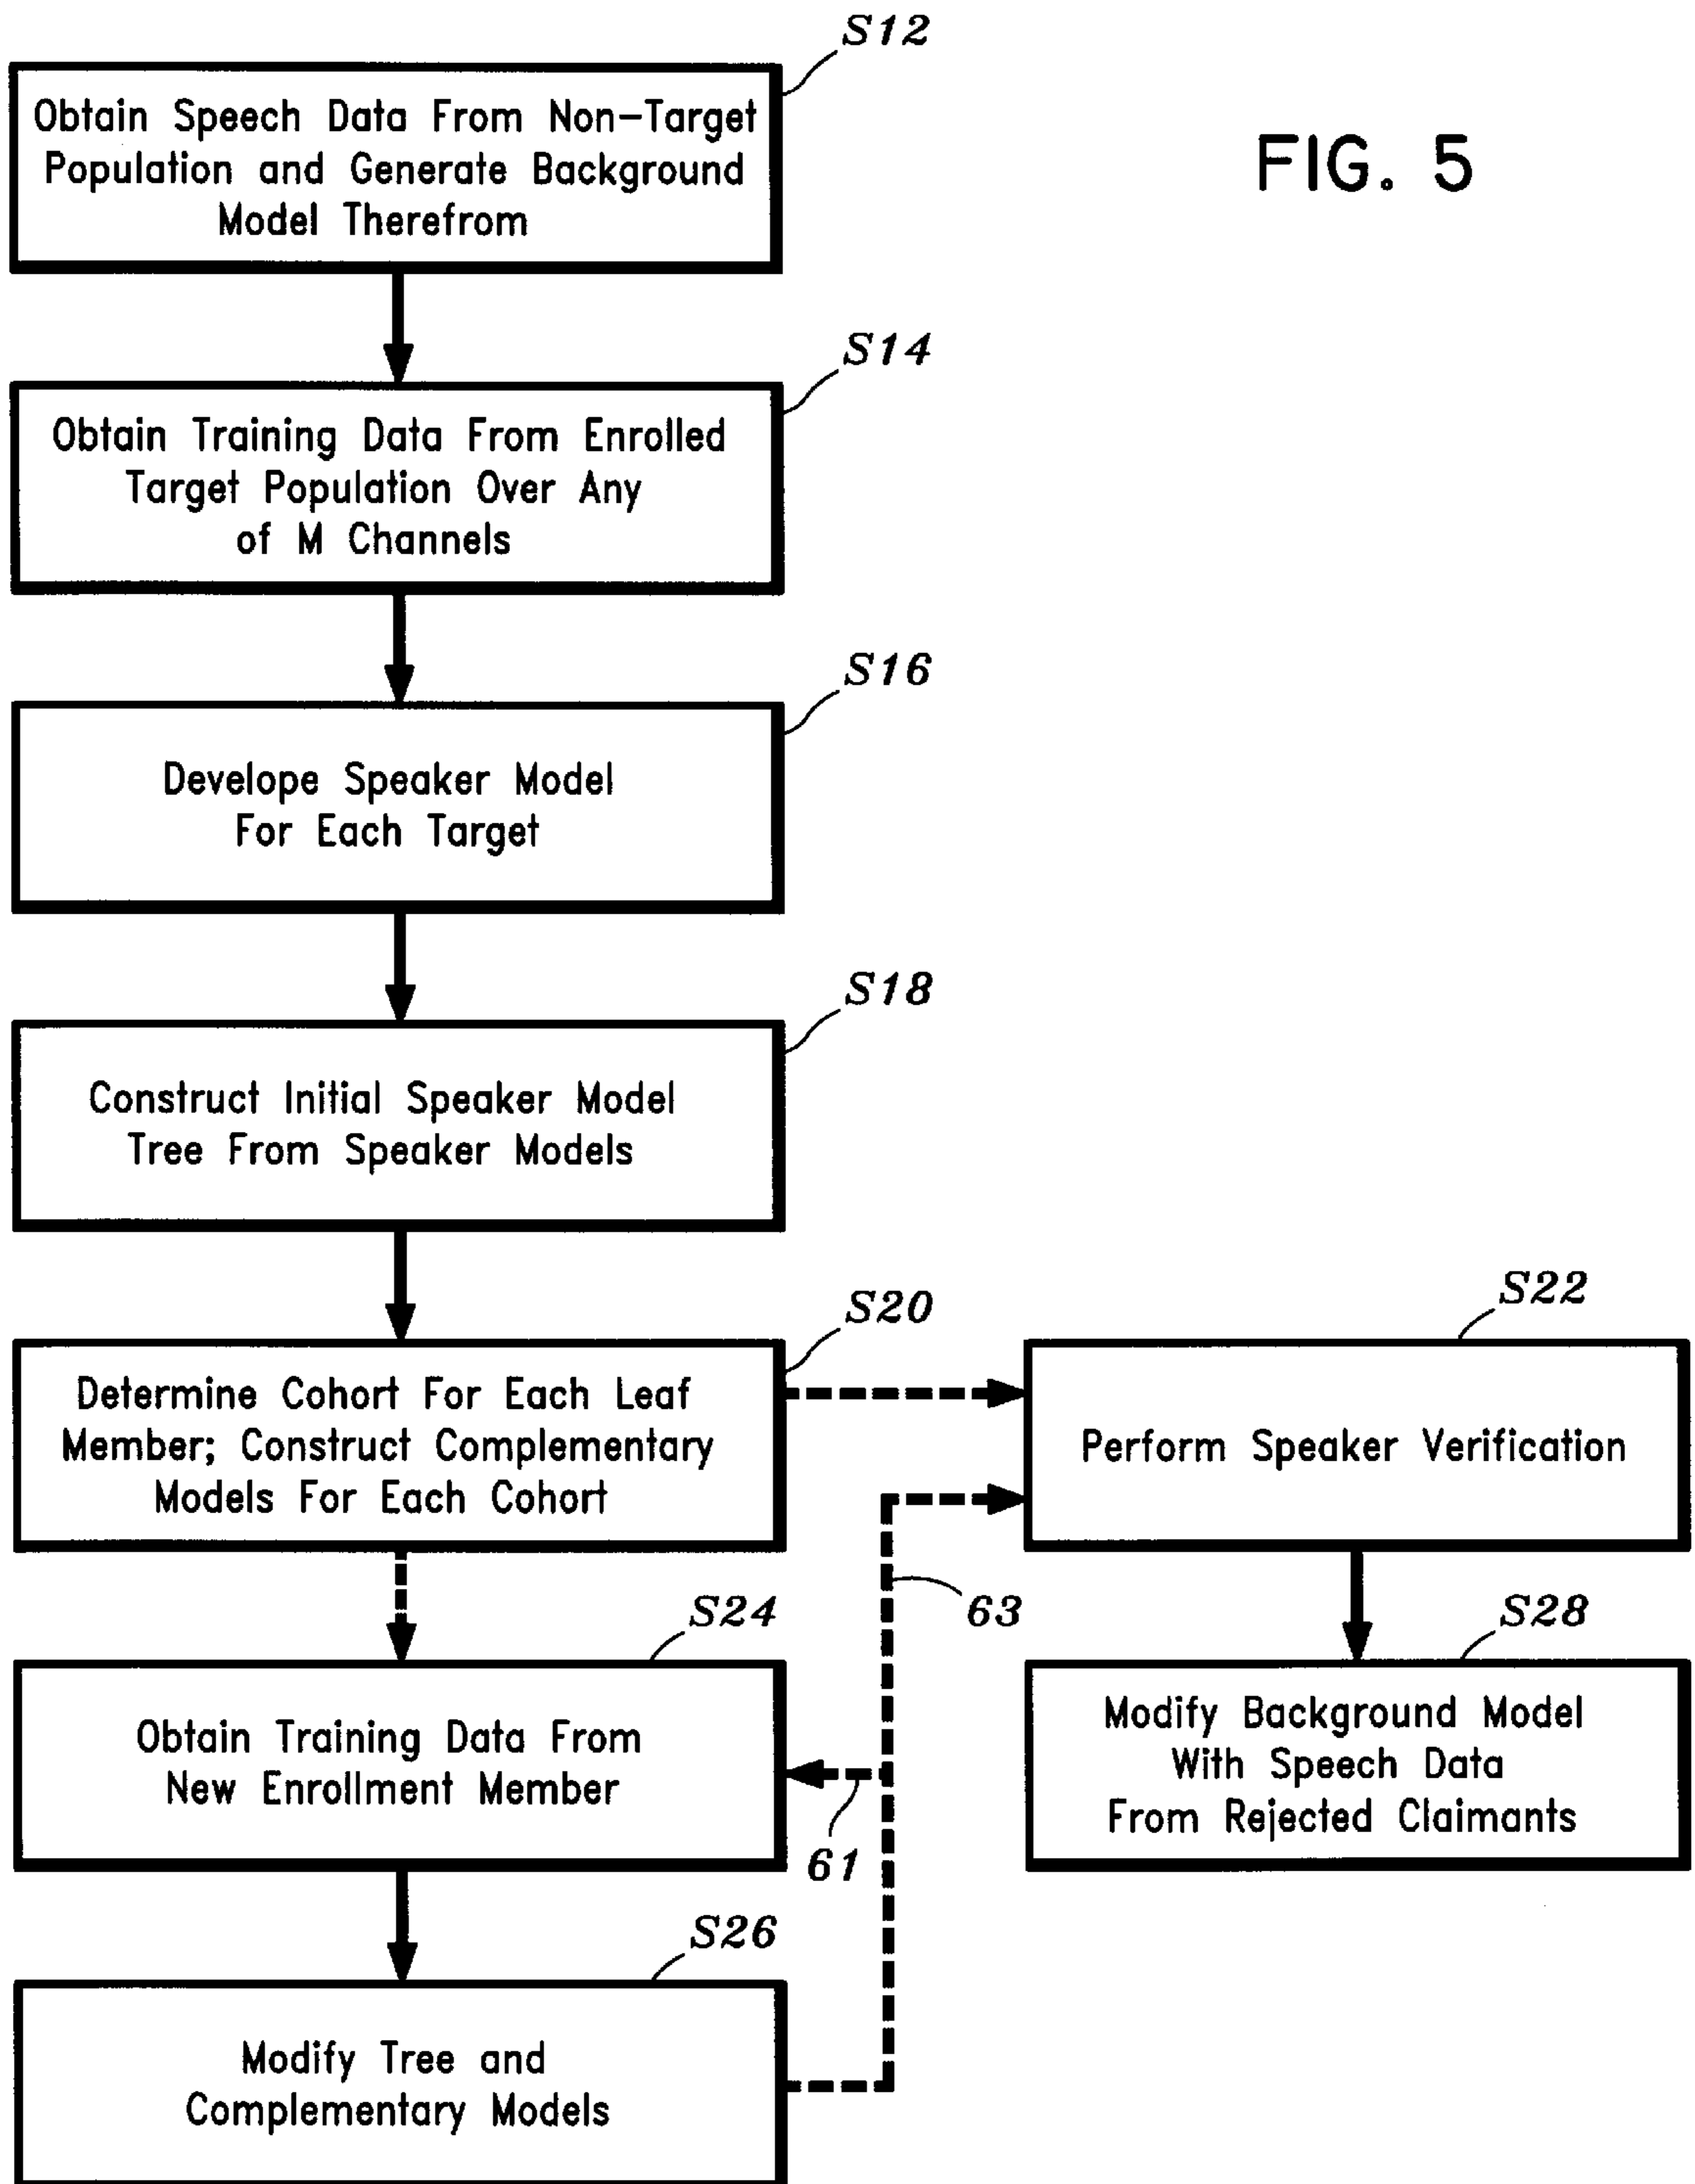 S12
Obtain Speech Data From Non-Target
Population and Generate Background
Model Therefrom
FIG. 5
S14
Obtain Training Data From Enrolled
Target Population Over Any
of M Channels
S16
Develope Speaker Model
For Each Target
S18
Construct Initial Speaker Model
Tree From Speaker Models
S20
Determine Cohort For Each Leaf
Member; Construct Complementary
Models For Each Cohort
S22
Perform Speaker Verification
63
S24
Obtain Training Data From
New Enrollment Member
61
S28
Modify Background Model
With Speech Data
From Rejected Claimants
S26
Modify Tree and
Complementary Models